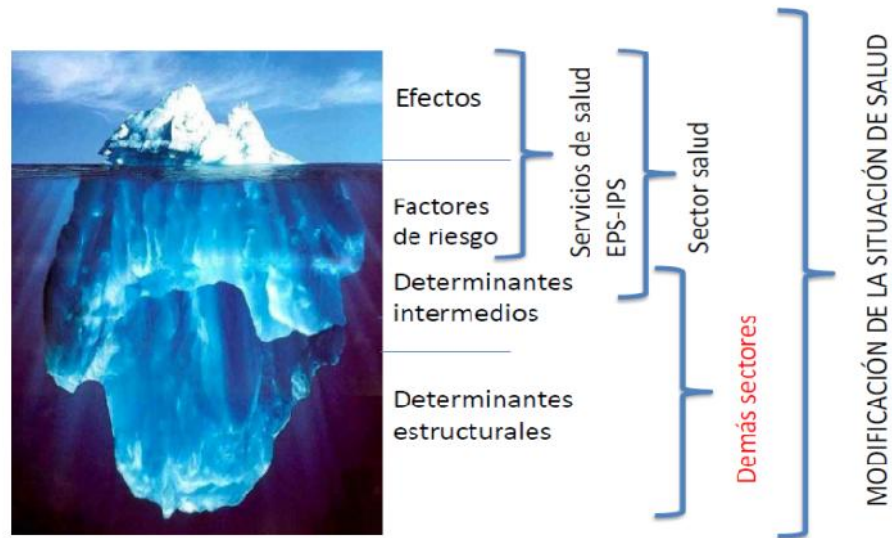 Efectos
Factores
de riesgo
Determinantes
intermedios
Determinantes
estructurales
Servicios de salud
EPS-IPS
Sector salud
Demás sectores
MODIFICACIÓN DE LA SITUACIÓN DE SALUD